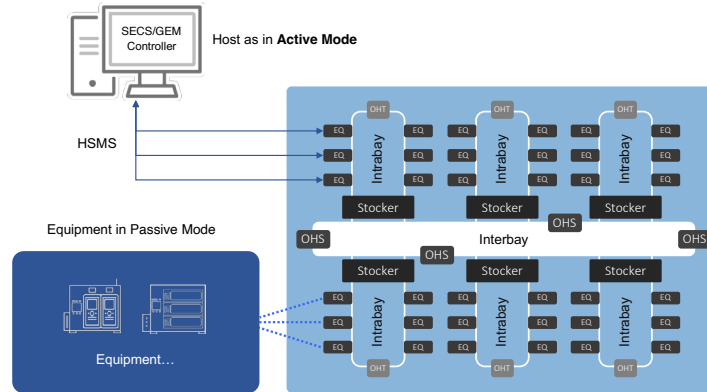 SECS/GEM
Controller
Host as in Active Mode
HSMS
OHT OHT OHT
EQ EQ EQ EQ EQ EQ
EQ EQ EQ EQ EQ EQ
EQ EQ EQ EQ EQ EQ
Intrabay Intrabay Intrabay
Stocker Stocker Stocker
OHS
OHS Interbay OHS
OHS
Stocker Stocker Stocker
Equipment in Passive Mode
EQ EQ EQ EQ EQ EQ
EQ EQ EQ EQ EQ EQ
EQ EQ EQ EQ EQ EQ
Intrabay Intrabay Intrabay
OHT OHT OHT
Equipment…